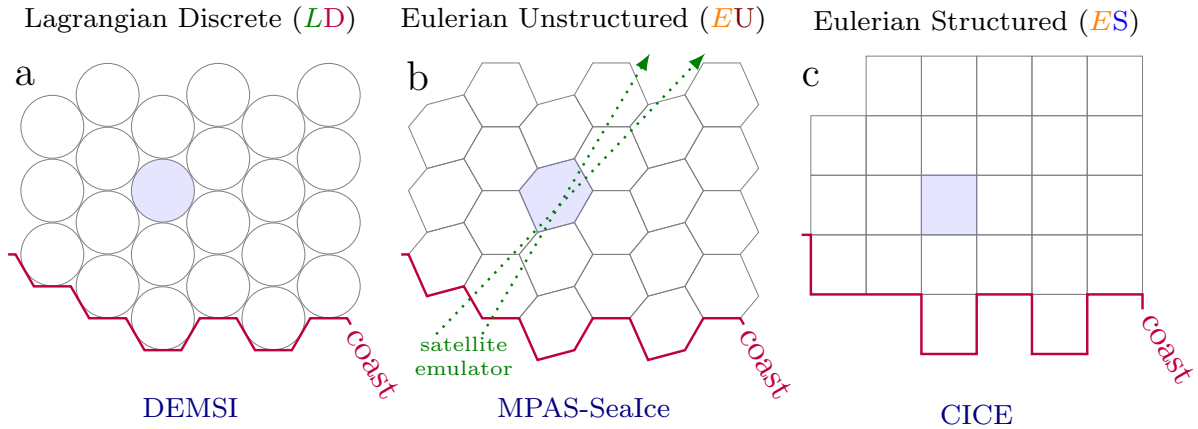 Lagrangian Discrete (LD)
Eulerian Unstructured (EU)
Eulerian Structured (ES)
a
b
c
satellite
emulator
coast
coast
coast
DEMSI
MPAS-SeaIce
CICE